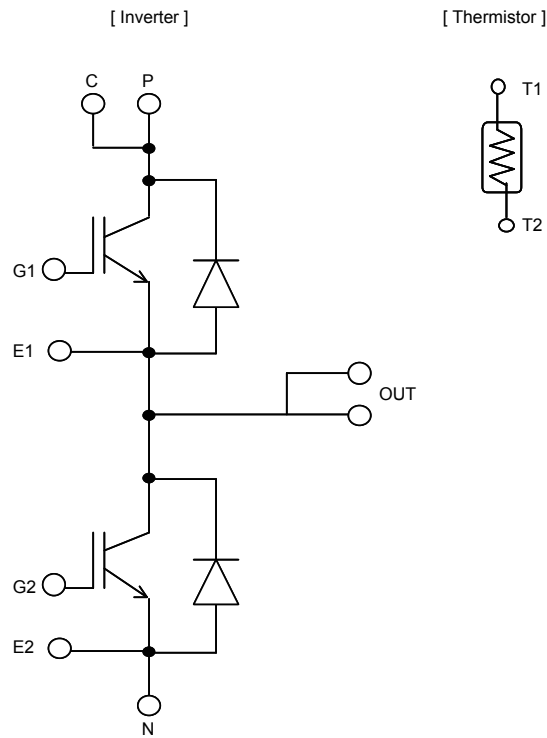 [ Inverter ]
[ Thermistor ]
C
P
T1
T2
G1
E1
OUT
G2
E2
N